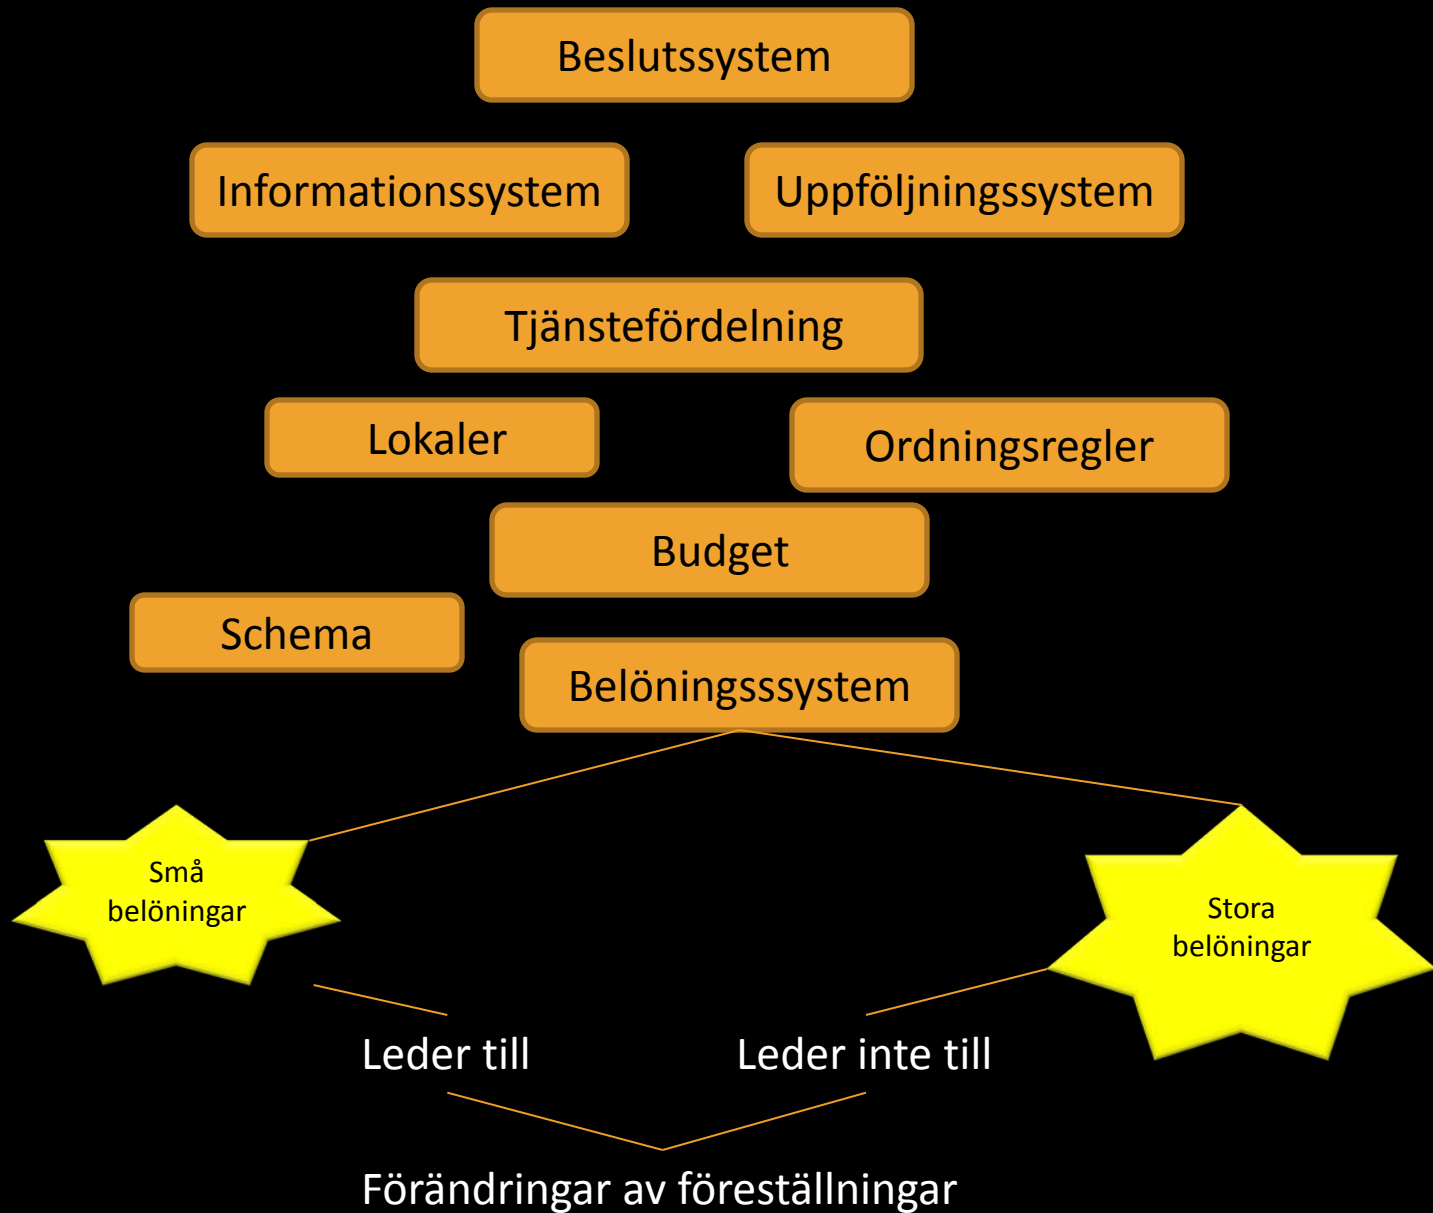 Beslutssystem
Informationssystem
Uppföljningssystem
Tjänstefördelning
Lokaler
Ordningsregler
Budget
Schema
Belöningsssystem
Små
belöningar
Stora
belöningar
Leder till
Leder inte till
Förändringar av föreställningar